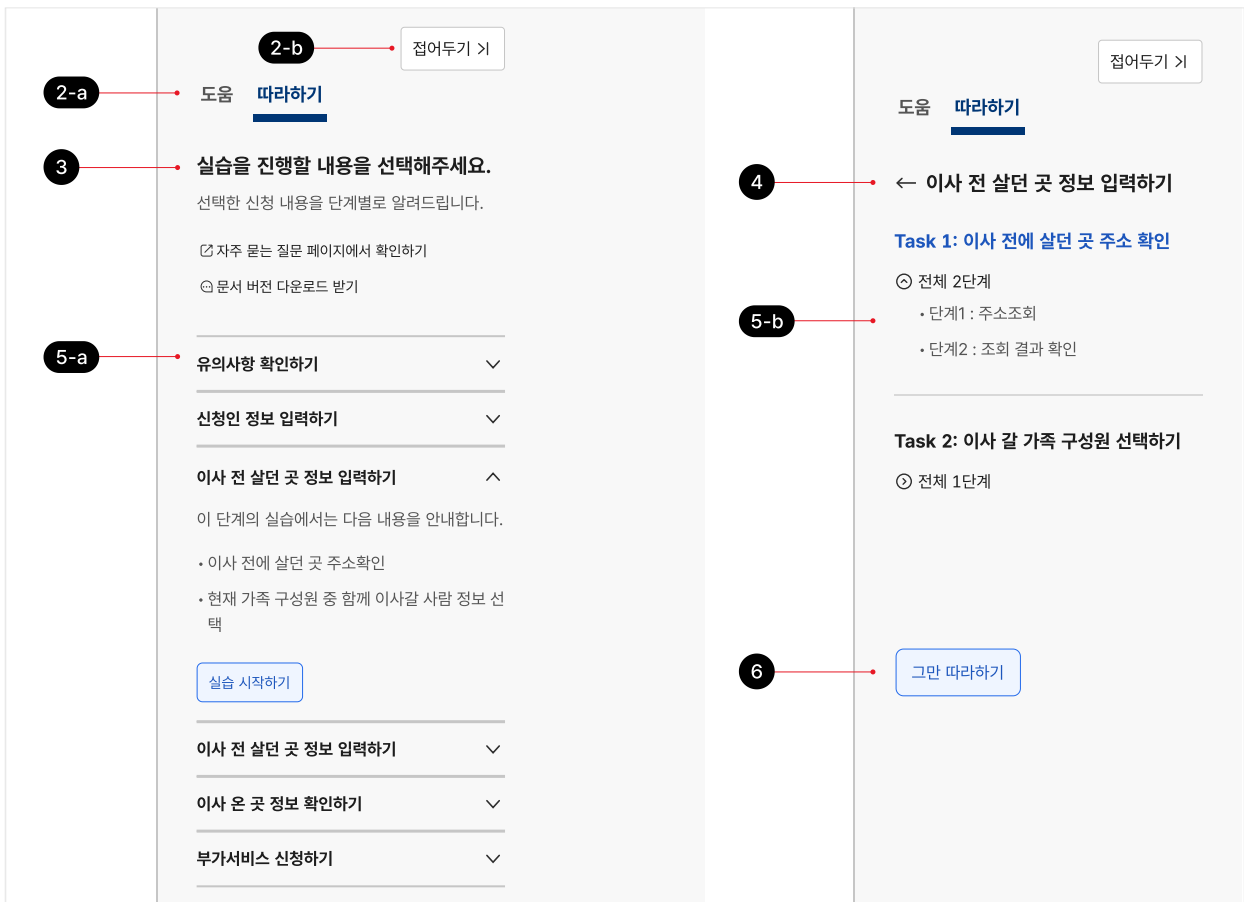 2-b
접어두기
2-a
도움 따라하기
3
실습을 진행할 내용을 선택해주세요.
선택한 신청 내용을 단계별로 알려드립니다.
자주 묻는 질문 페이지에서 확인하기
문서 버전 다운로드 받기
5-a
유의사항 확인하기
신청인 정보 입력하기
이사 전 살던 곳 정보 입력하기
이 단계의 실습에서는 다음 내용을 안내합니다.
• 이사 전에 살던 곳 주소확인
• 현재 가족 구성원 중 함께 이사갈 사람 정보 선
택
실습 시작하기
이사 전 살던 곳 정보 입력하기
이사 온 곳 정보 확인하기
부가서비스 신청하기
접어두기
도움 따라하기
4
이사 전 살던 곳 정보 입력하기
Task 1: 이사 전에 살던 곳 주소 확인
전체 2단계
5-b
• 단계1 : 주소조회
• 단계2 : 조회 결과 확인
Task 2: 이사 갈 가족 구성원 선택하기
전체 1단계
6
그만 따라하기